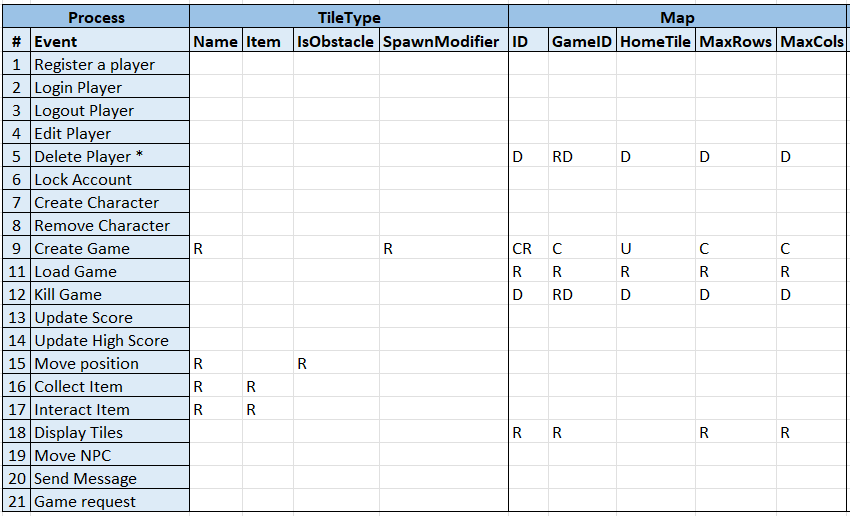 Process TileType Map
# Event Name Item IsObstacle SpawnModifier ID GameID HomeTile MaxRows MaxCols
1 Register a player
2 Login Player
3 Logout Player
4 Edit Player
5 Delete Player * D RD D D D
6 Lock Account
7 Create Character
8 Remove Character
9 Create Game R R CR C U C C
11 Load Game R R R R R
12 Kill Game D RD D D D
13 Update Score
14 Update High Score
15 Move position R R
16 Collect Item R R
17 Interact Item R R
18 Display Tiles R R R R
19 Move NPC
20 Send Message
21 Game request